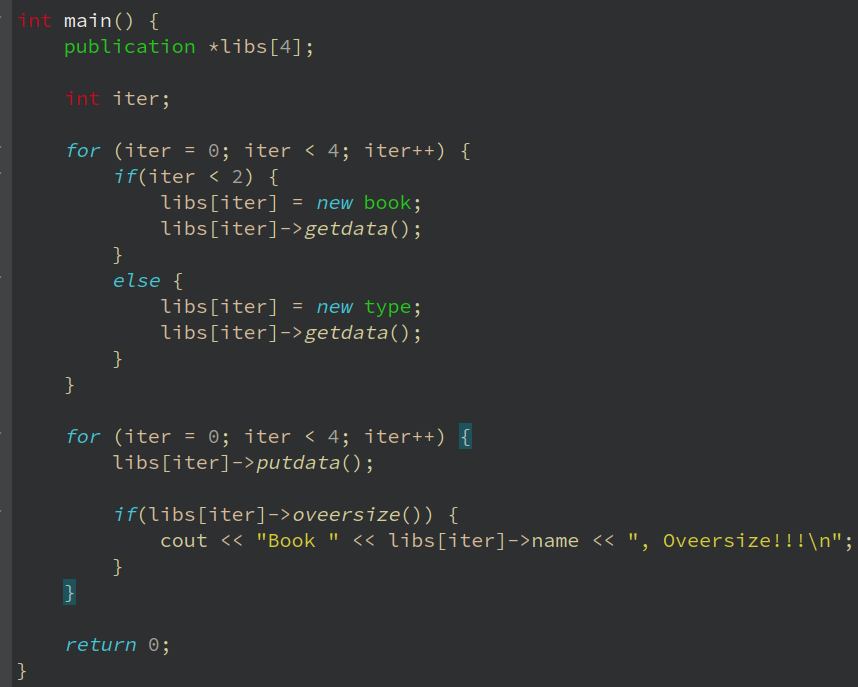 int main() {
    publication *libs[4];

    int iter;

    for (iter = 0; iter < 4; iter++) {
        if(iter < 2) {
            libs[iter] = new book;
            libs[iter]->getdata();
        }
        else {
            libs[iter] = new type;
            libs[iter]->getdata();
        }
    }

    for (iter = 0; iter < 4; iter++) {
        libs[iter]->putdata();

        if(libs[iter]->oveersize()) {
            cout << "Book " << libs[iter]->name << ", Oveersize!!!\n";
        }
    }

    return 0;
}